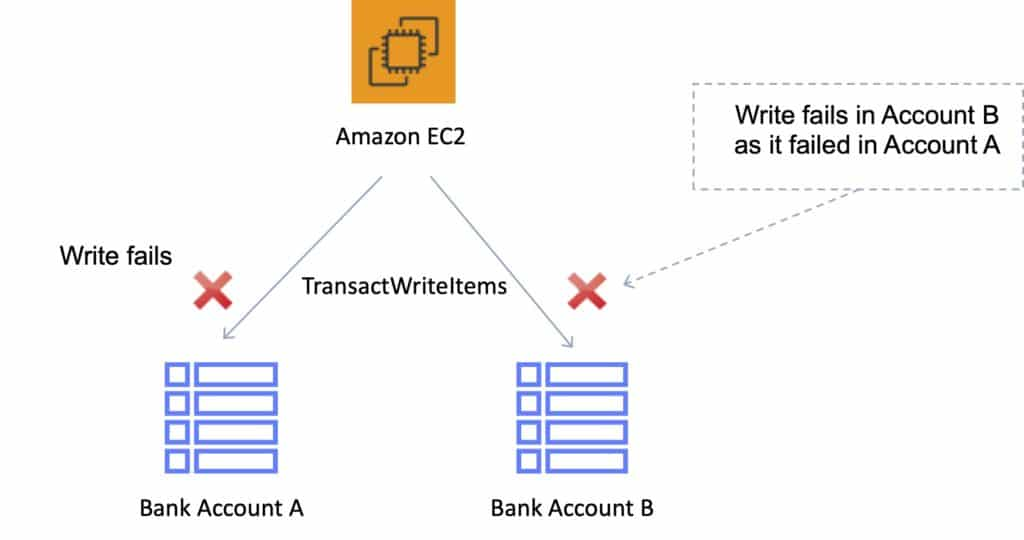 Amazon EC2
Write fails in Account B
as it failed in Account A
Write fails
TransactWriteItems
Bank Account A
Bank Account B